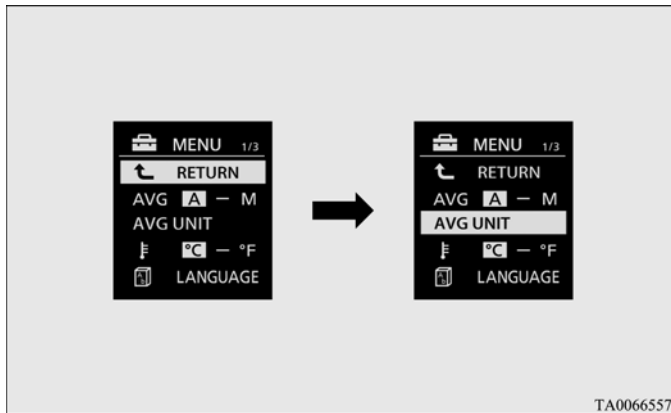 MENU 1/3
RETURN
AVG A – M
AVG UNIT
°C – °F
LANGUAGE
MENU 1/3
RETURN
AVG A – M
AVG UNIT
°C – °F
LANGUAGE
TA0066557